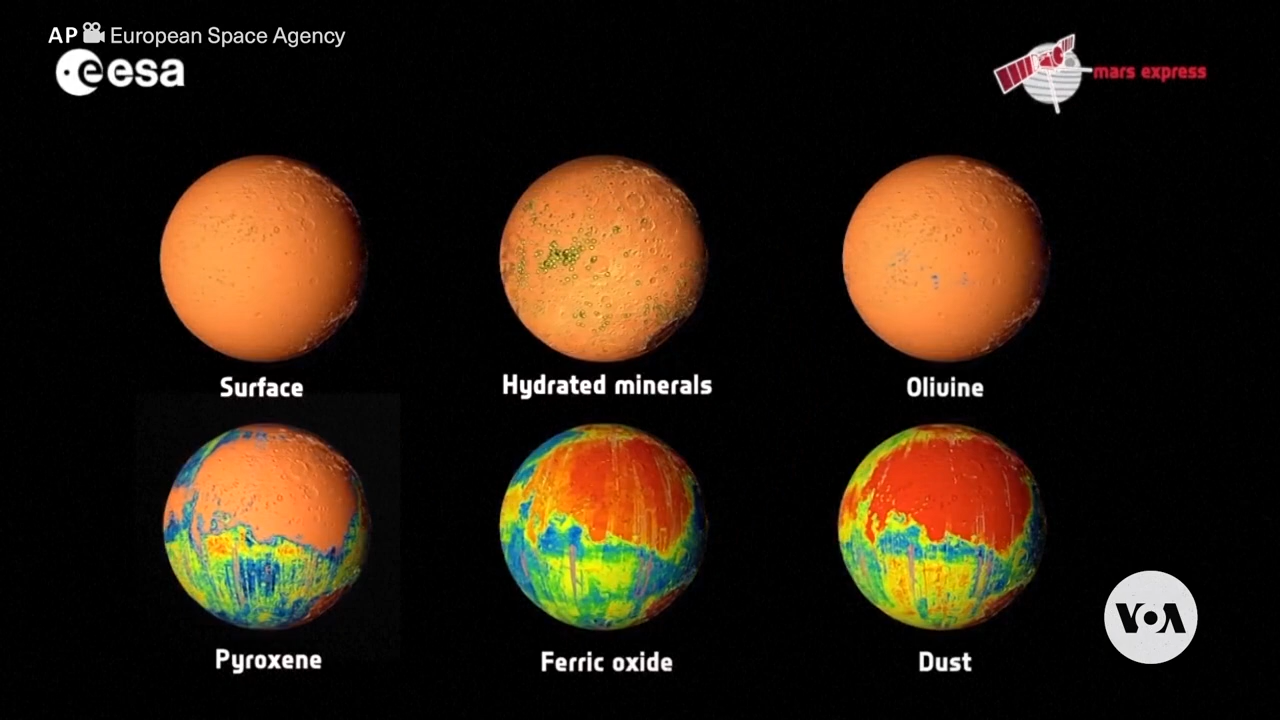 AP European Space Agency
esa
mars express
Surface
Hydrated minerals
Olivine
Pyroxene
Ferric oxide
Dust
VOA